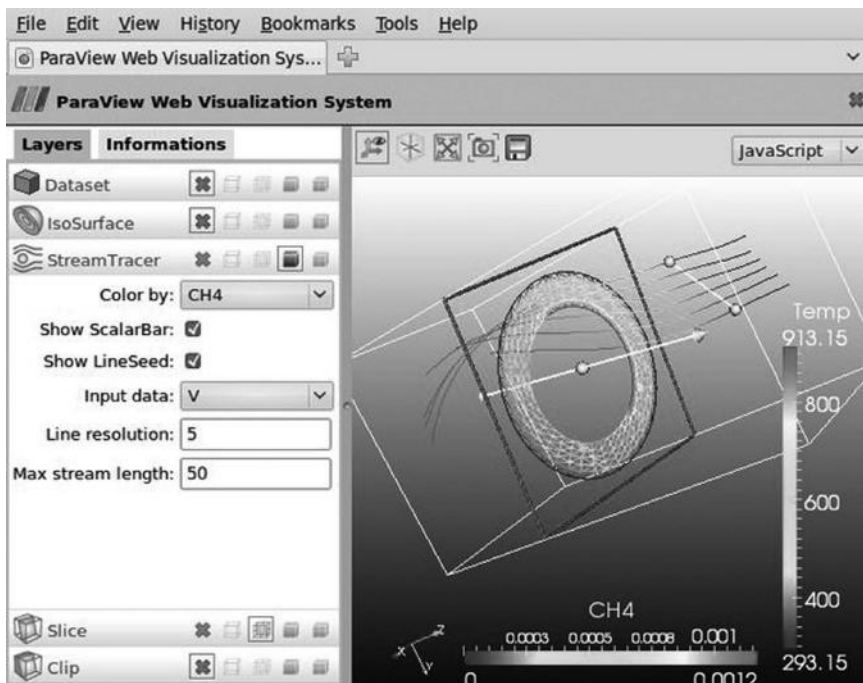 File Edit View History Bookmarks Tools Help
ParaView Web Visualization Sys...
ParaView Web Visualization System
Layers Informations
JavaScript
Dataset
IsoSurface
StreamTracer
Color by: CH4
Show ScalarBar:
Show LineSeed:
Input data: V
Line resolution: 5
Max stream length: 50
Slice
Clip
Temp
913.15
800
600
400
293.15
CH4
0.0003 0.0005 0.0008 0.001
0 0.0012
X Y Z